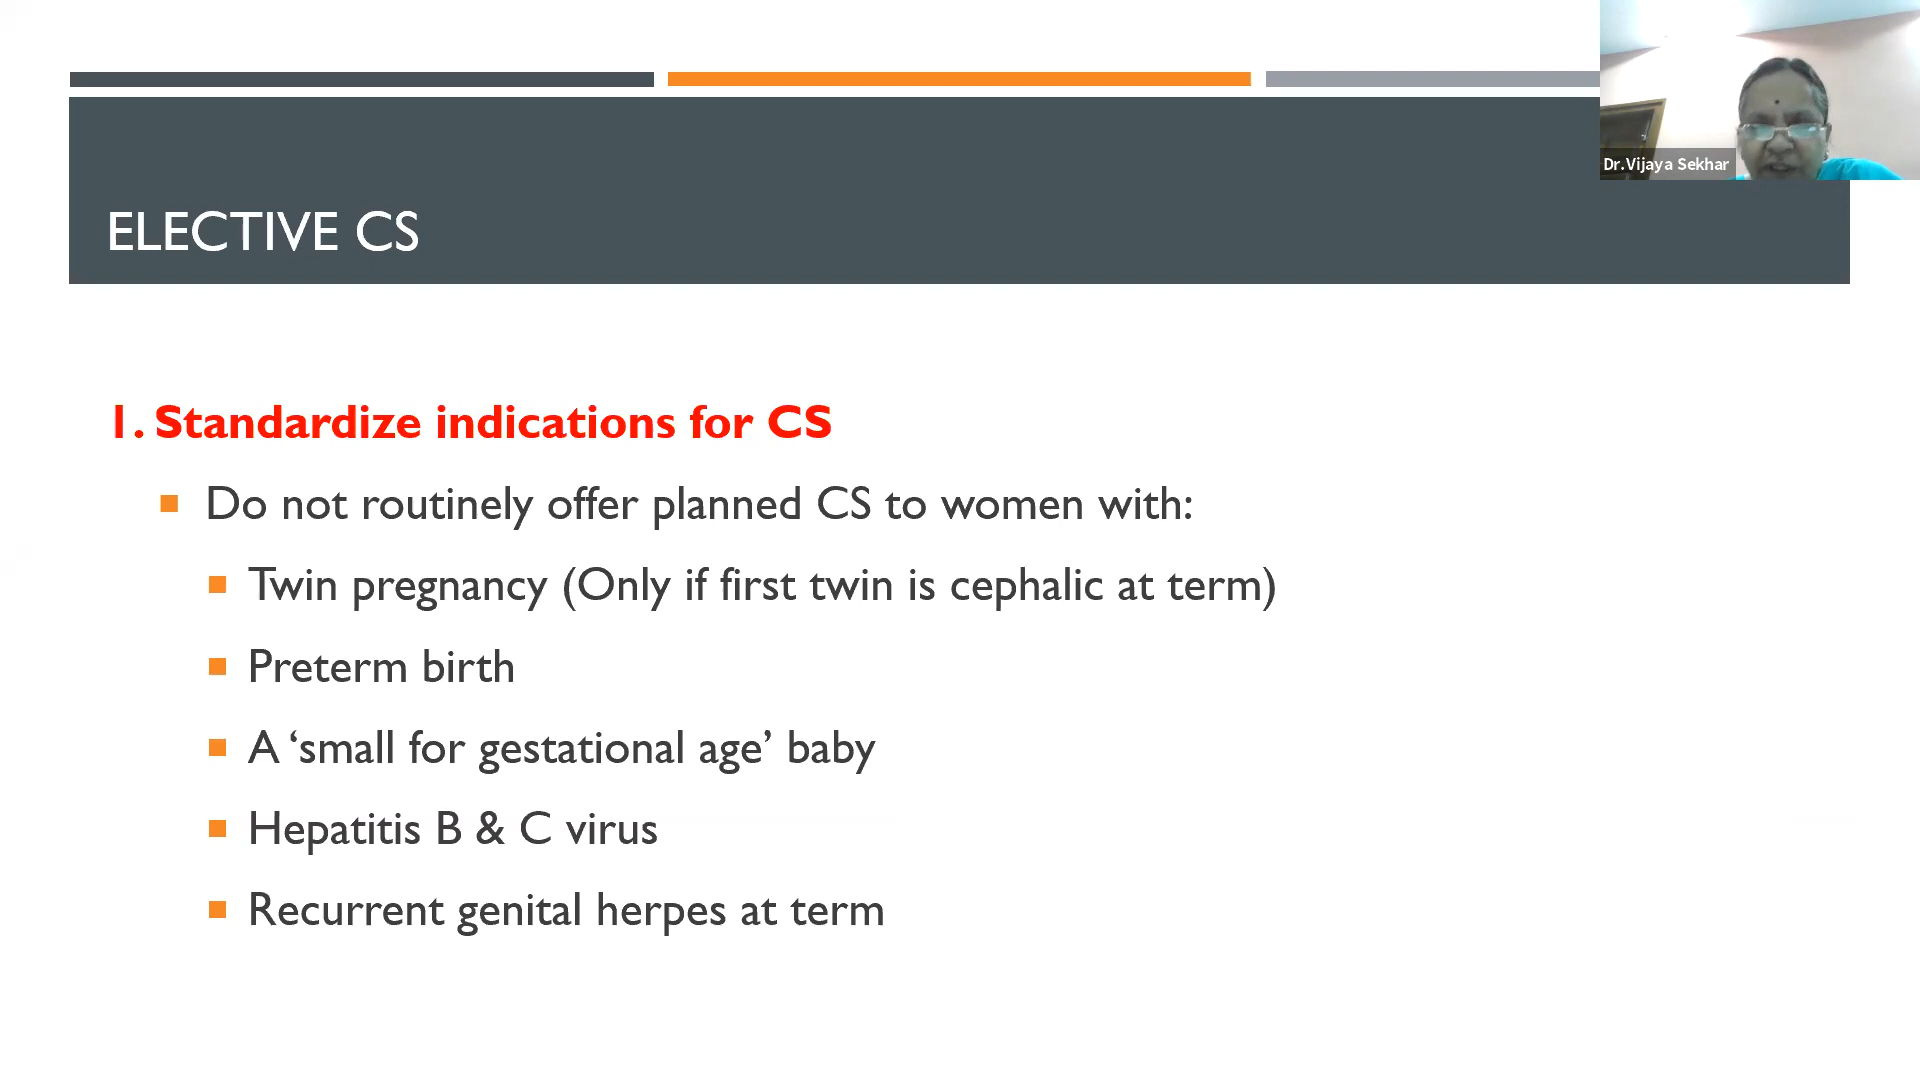 Dr.Vijaya Sekhar
ELECTIVE CS
1. Standardize indications for CS
Do not routinely offer planned CS to women with:
Twin pregnancy (Only if first twin is cephalic at term)
Preterm birth
A ‘small for gestational age’ baby
Hepatitis B & C virus
Recurrent genital herpes at term